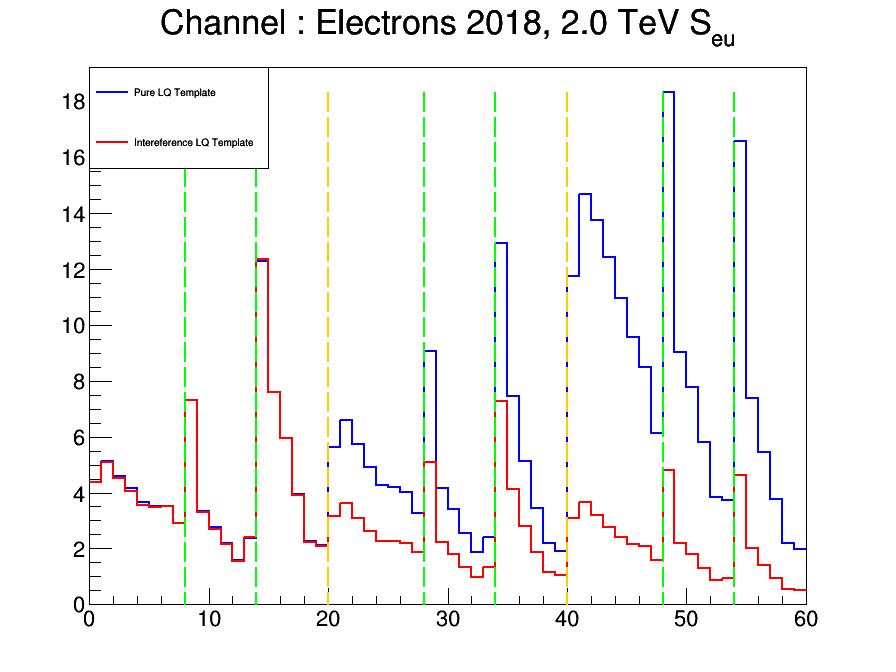 Channel : Electrons 2018, 2.0 TeV S_eu
Pure LQ Template
Intereference LQ Template
18
16
14
12
10
8
6
4
2
0
0 10 20 30 40 50 60